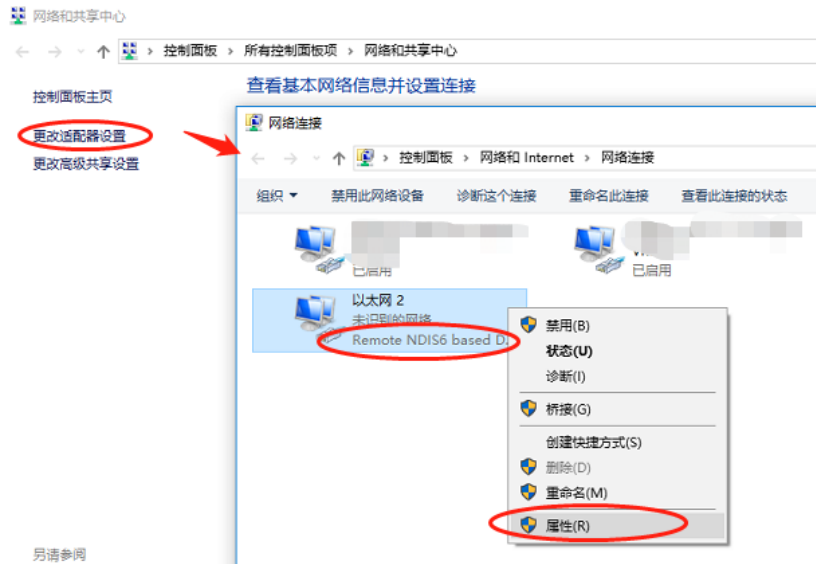 网络和共享中心
控制面板 › 所有控制面板项 › 网络和共享中心
控制面板主页
更改适配器设置
更改高级共享设置
另请参阅
查看基本网络信息并设置连接
网络连接
控制面板 › 网络和 Internet › 网络连接
组织 禁用此网络设备 诊断这个连接 重命名此连接 查看此连接的状态
已启用
已启用
以太网 2
未识别的网络
Remote NDIS6 based D
禁用(B)
状态(U)
诊断(I)
桥接(G)
创建快捷方式(S)
删除(D)
重命名(M)
属性(R)